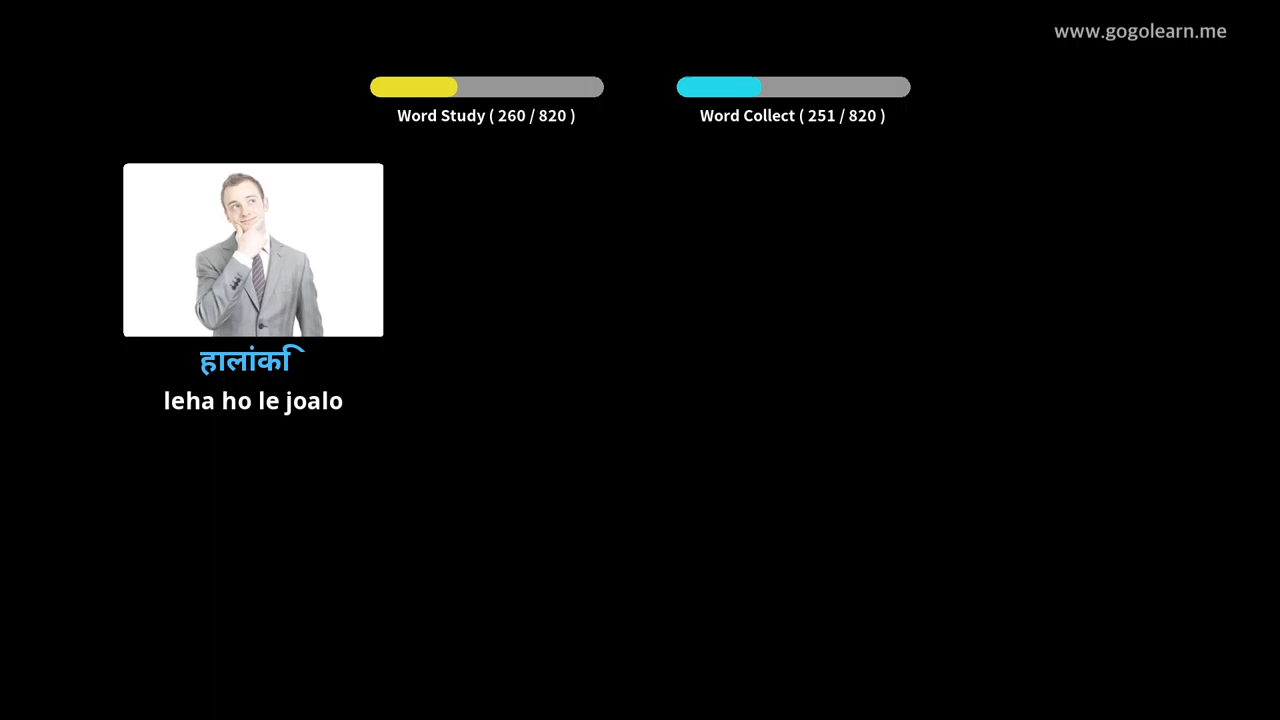 www.gogolearn.me
Word Study ( 260 / 820 )
Word Collect ( 251 / 820 )
हालांकि
leha ho le joalo